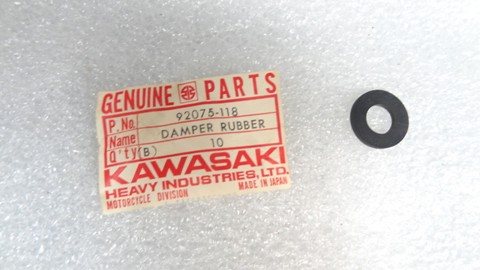 GENUINE PARTS
P.No. 92075-118
Name DAMPER RUBBER
Q'ty(B) 10
KAWASAKI
HEAVY INDUSTRIES, LTD.
MOTORCYCLE DIVISION MADE IN JAPAN